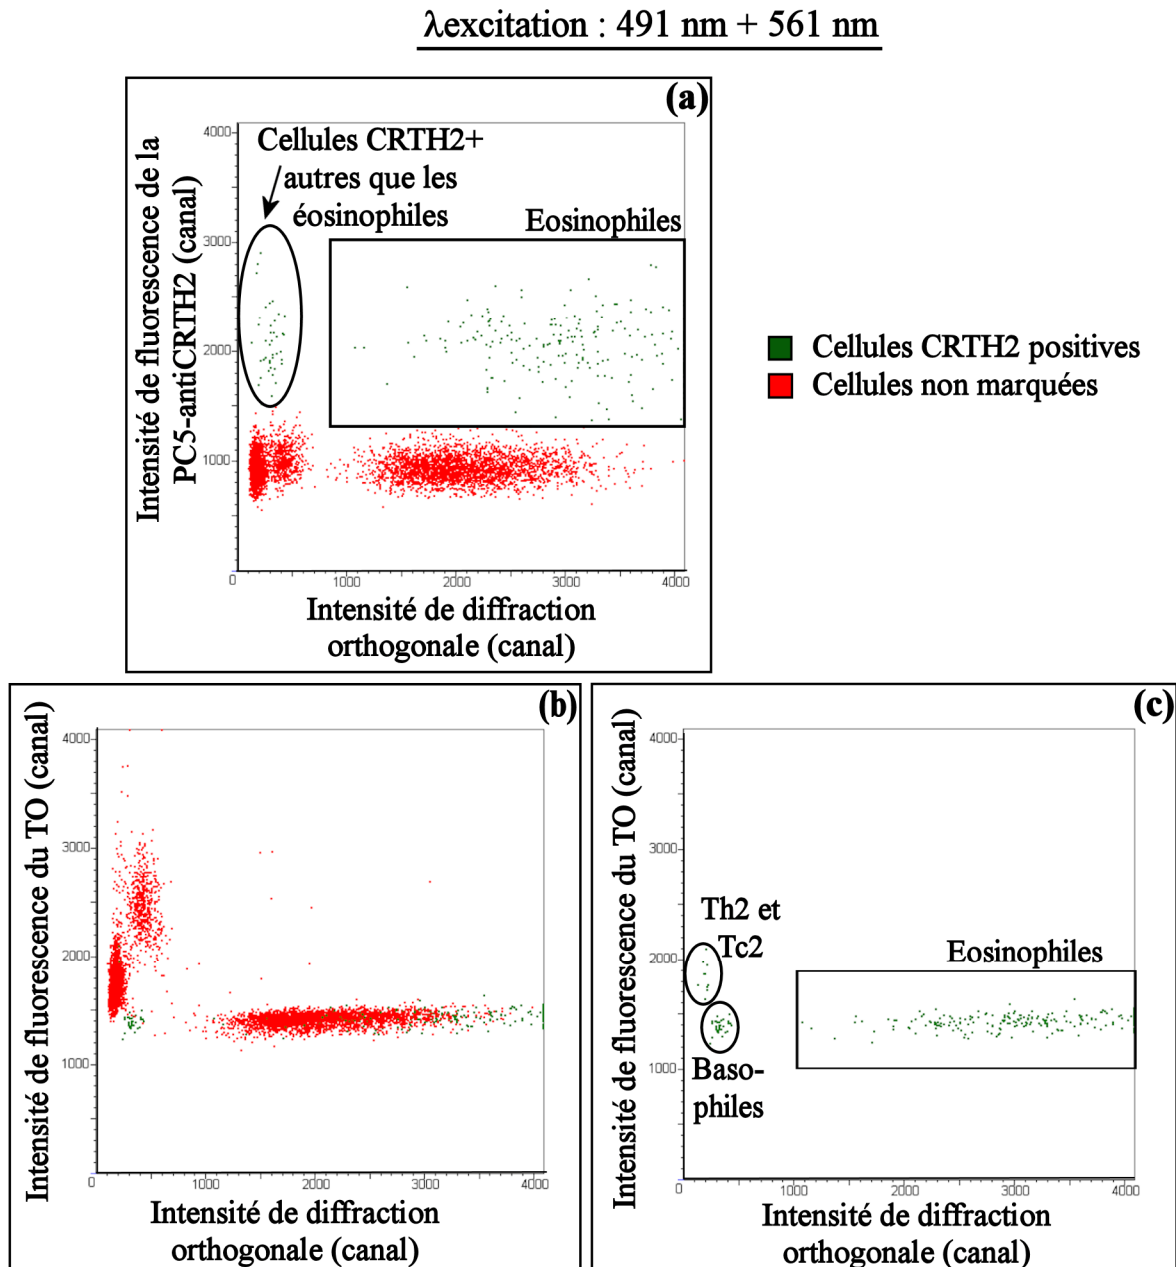 λexcitation : 491 nm + 561 nm
(a)
Intensité de fluorescence de la
PC5-antiCRTH2 (canal)
4000
3000
2000
1000
0
Cellules CRTH2+
autres que les
éosinophiles
Eosinophiles
1000
2000
3000
4000
Intensité de diffraction
orthogonale (canal)
Cellules CRTH2 positives
Cellules non marquées
(b)
Intensité de fluorescence du TO (canal)
4000
3000
2000
1000
0
1000
2000
3000
4000
Intensité de diffraction
orthogonale (canal)
(c)
Intensité de fluorescence du TO (canal)
4000
3000
2000
1000
0
Th2 et
Tc2
Eosinophiles
Baso-
philes
1000
2000
3000
4000
Intensité de diffraction
orthogonale (canal)